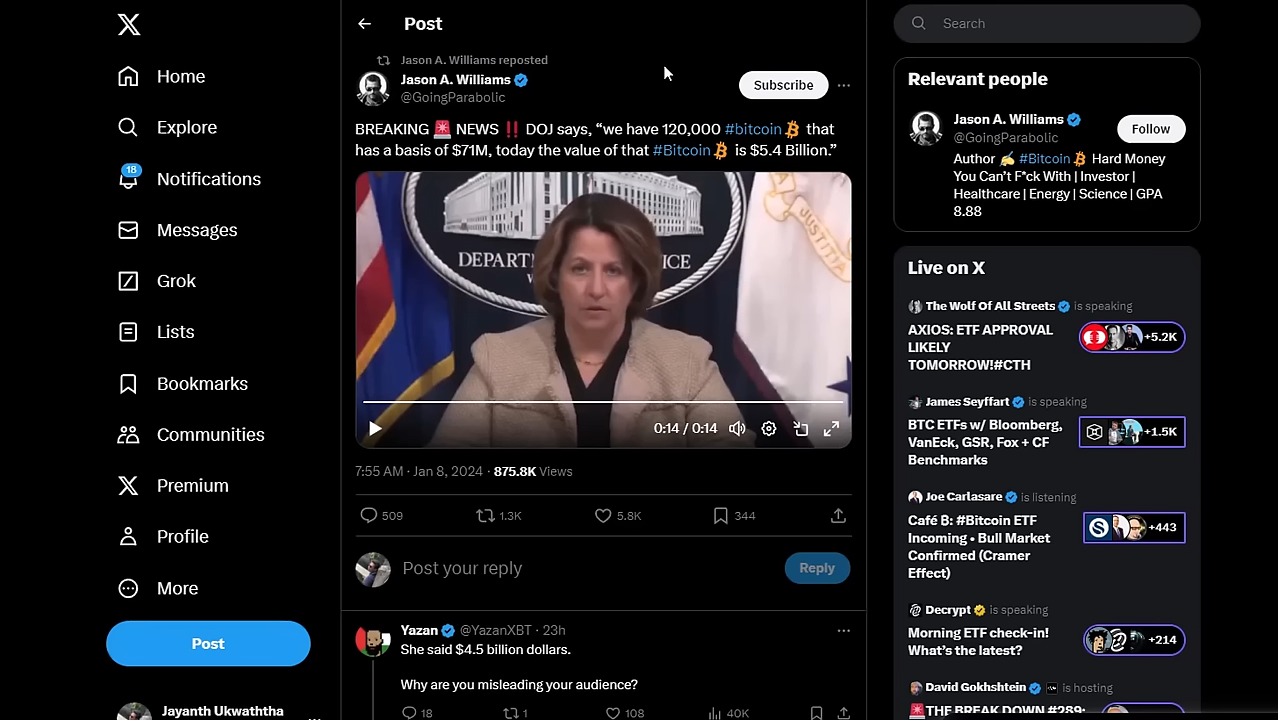 Post
Search
Home
Explore
18
Notifications
Messages
Grok
Lists
Bookmarks
Communities
Premium
Profile
More
Post
Jayanth Ukwaththa
Jason A. Williams reposted
Jason A. Williams
@GoingParabolic
Subscribe
BREAKING 🚨 NEWS ‼️ DOJ says, “we have 120,000 #bitcoin that
has a basis of $71M, today the value of that #Bitcoin is $5.4 Billion.”
DEPART ICE
JUSTITIA
0:14 / 0:14
7:55 AM · Jan 8, 2024 · 875.8K Views
509 1.3K 5.8K 344
Post your reply
Reply
Yazan @YazanXBT · 23h
She said $4.5 billion dollars.
Why are you misleading your audience?
18 1 108 40K
Relevant people
Jason A. Williams
@GoingParabolic
Follow
Author ✍️ #Bitcoin Hard Money
You Can’t F*ck With | Investor |
Healthcare | Energy | Science | GPA
8.88
Live on X
The Wolf Of All Streets is speaking
AXIOS: ETF APPROVAL
LIKELY
TOMORROW!#CTH
+5.2K
James Seyffart is speaking
BTC ETFs w/ Bloomberg,
VanEck, GSR, Fox + CF
Benchmarks
+1.5K
Joe Carlasare is listening
Café ₿: #Bitcoin ETF
Incoming • Bull Market
Confirmed (Cramer
Effect)
+443
Decrypt is speaking
Morning ETF check-in!
What’s the latest?
+214
David Gokhshtein is hosting
🚨THE BREAK DOWN #289: